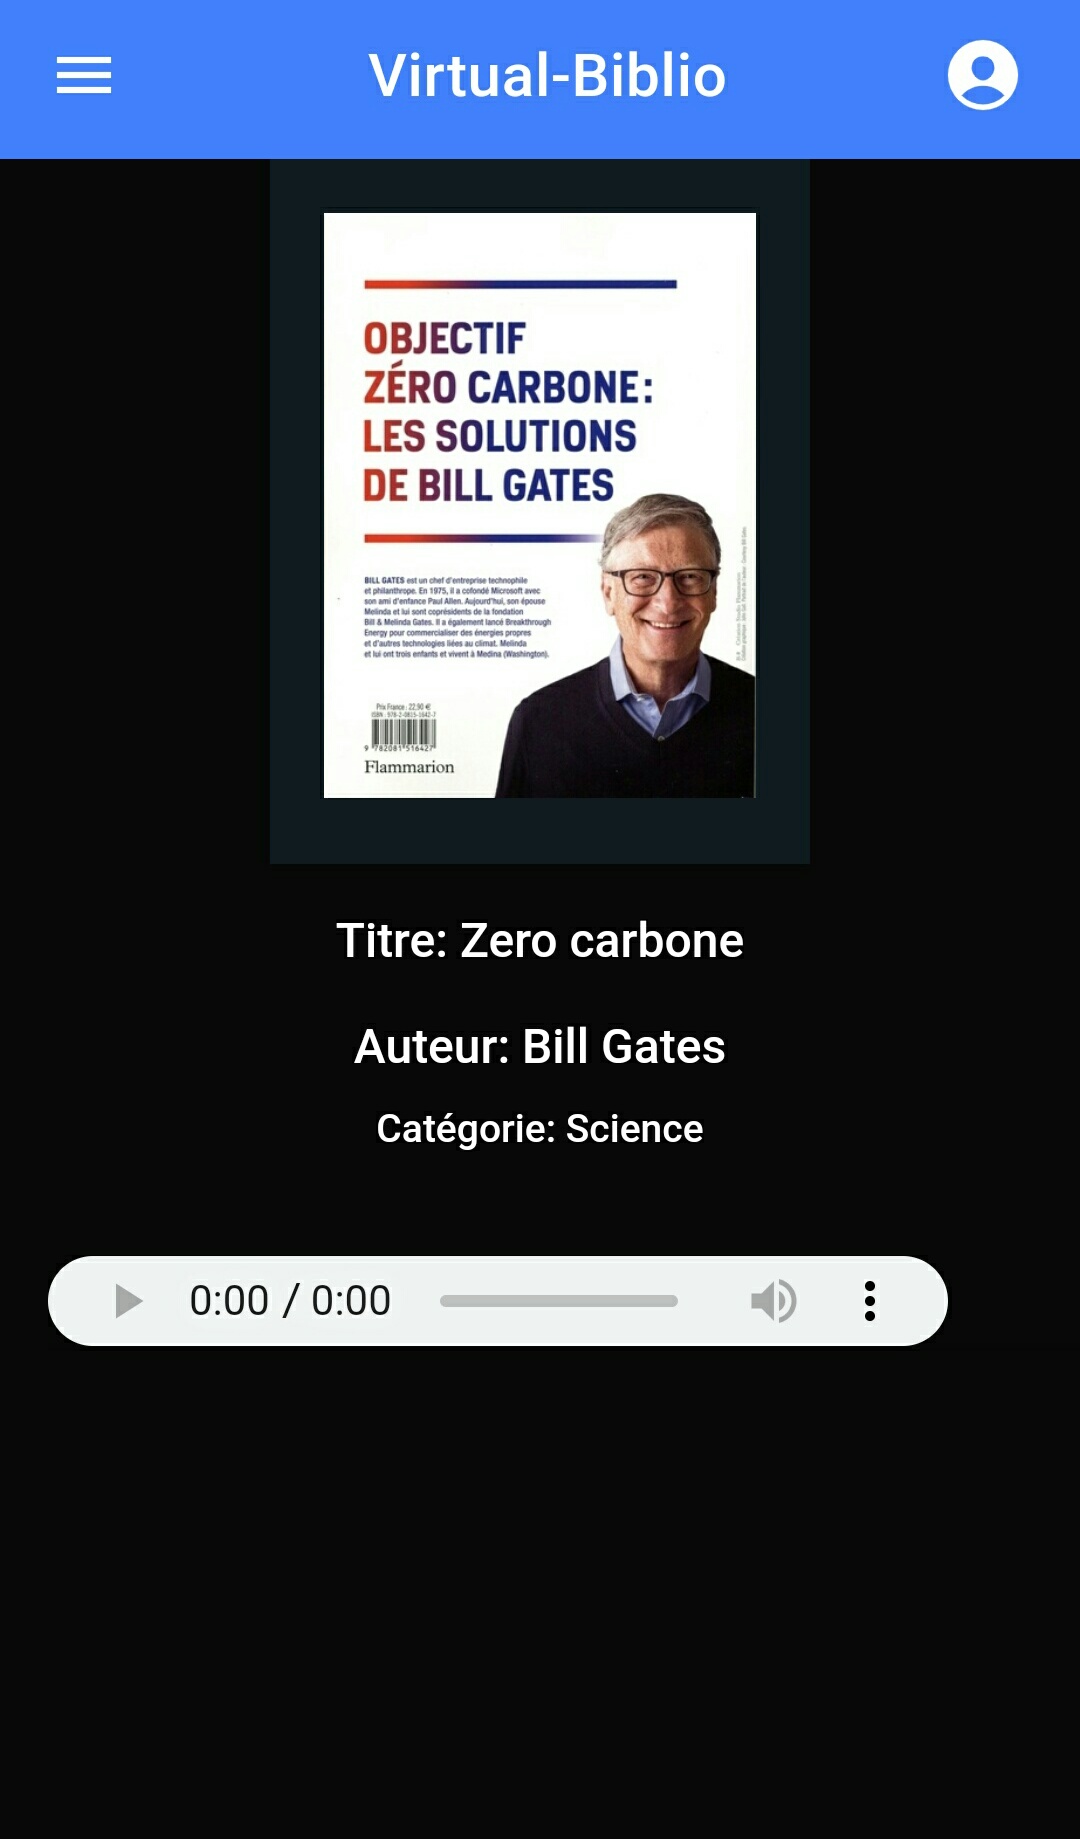 Virtual-Biblio
OBJECTIF
ZÉRO CARBONE:
LES SOLUTIONS
DE BILL GATES
BILL GATES est un chef d'entreprise technophile
et philanthrope. En 1975, il a cofondé Microsoft avec
son ami d'enfance Paul Allen. Aujourd'hui, son épouse
Melinda et lui sont coprésidents de la fondation
Bill & Melinda Gates. Il a également lancé Breakthrough
Energy pour commercialiser des énergies propres
et d'autres technologies liées au climat. Melinda
et lui ont trois enfants et vivent à Medina (Washington).
Prix France : 22,90 €
ISBN : 978-2-0815-1642-7
9 782081 516427
Flammarion
Titre: Zero carbone
Auteur: Bill Gates
Catégorie: Science
0:00 / 0:00